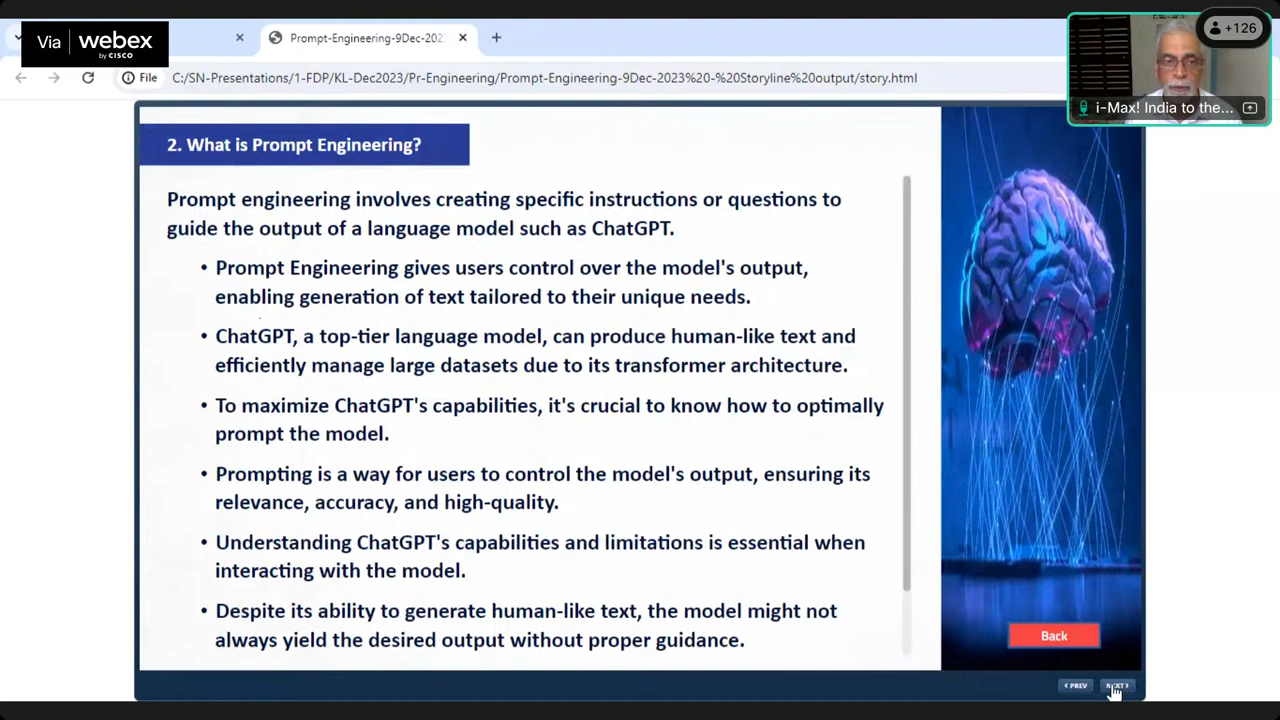 Via webex
by CISCO
Prompt-Engineering-9Dec-202
+126
File C:/SN-Presentations/1-FDP/KL-Dec2023/Pr-Engineering/Prompt-Engineering-9Dec-2023%20-%20Storyline%20output/story.html
i-Max! India to the...
2. What is Prompt Engineering?
Prompt engineering involves creating specific instructions or questions to
guide the output of a language model such as ChatGPT.
• Prompt Engineering gives users control over the model's output,
enabling generation of text tailored to their unique needs.
• ChatGPT, a top-tier language model, can produce human-like text and
efficiently manage large datasets due to its transformer architecture.
• To maximize ChatGPT's capabilities, it's crucial to know how to optimally
prompt the model.
• Prompting is a way for users to control the model's output, ensuring its
relevance, accuracy, and high-quality.
• Understanding ChatGPT's capabilities and limitations is essential when
interacting with the model.
• Despite its ability to generate human-like text, the model might not
always yield the desired output without proper guidance.
Back
PREV NEXT